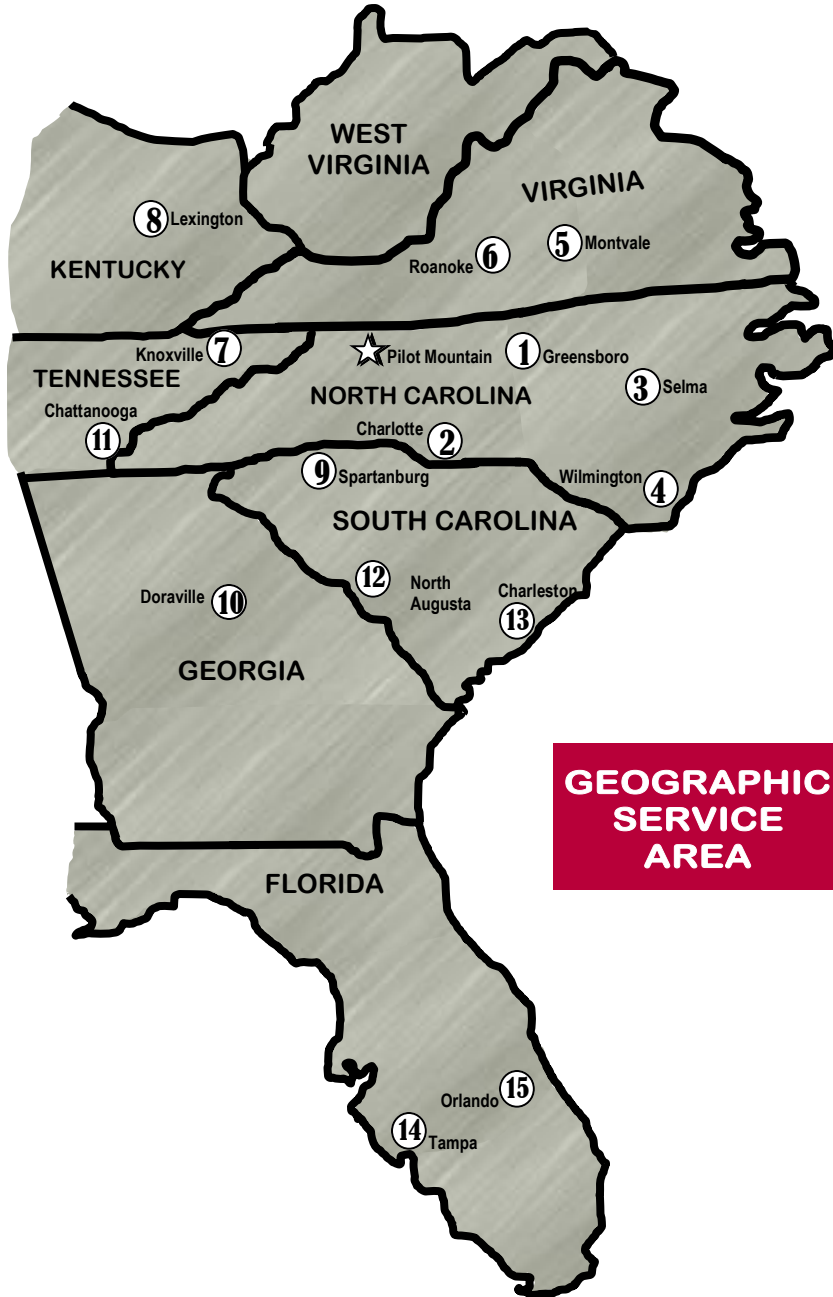 WEST
VIRGINIA
VIRGINIA
8 Lexington
KENTUCKY
Roanoke 6
5 Montvale
Knoxville 7
TENNESSEE
Pilot Mountain
1 Greensboro
NORTH CAROLINA
3 Selma
Chattanooga
11
Charlotte 2
9 Spartanburg
Wilmington 4
SOUTH CAROLINA
12 North
Augusta
Charleston
13
Doraville 10
GEORGIA
GEOGRAPHIC
SERVICE
AREA
FLORIDA
Orlando 15
14 Tampa